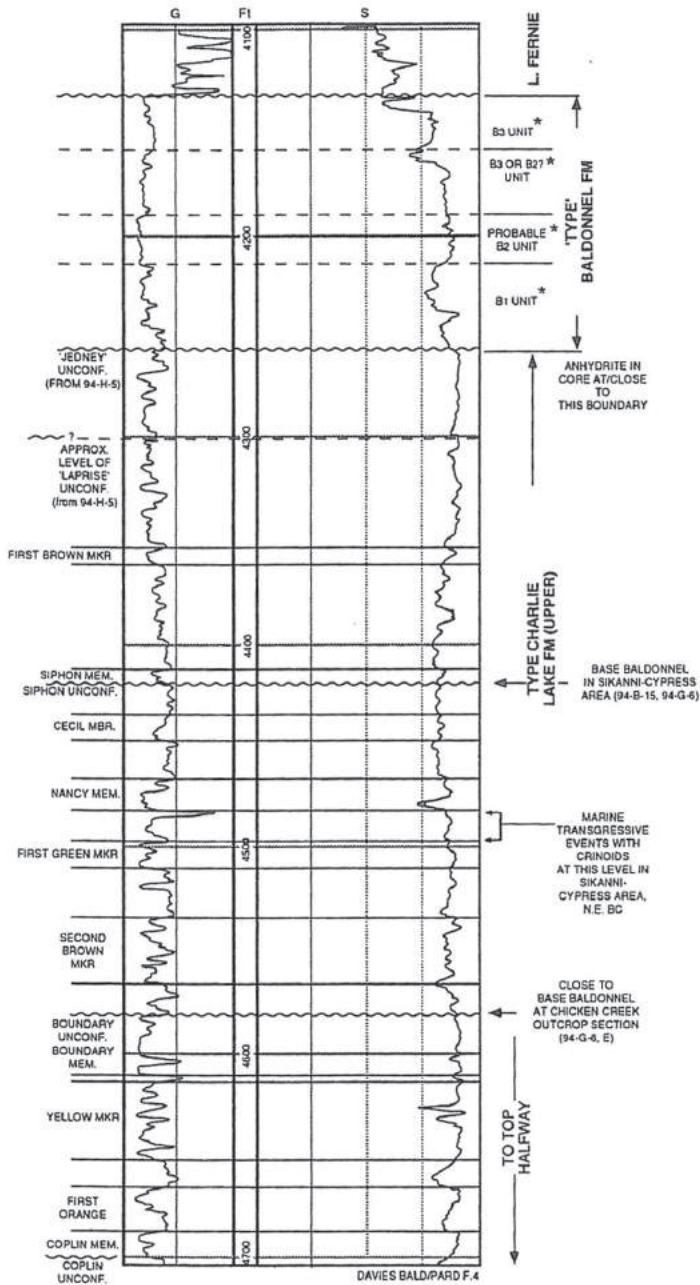 G Ft S
4100
L. FERNIE
B3 UNIT *
B3 OR B2? *
UNIT
'TYPE'
BALDONNEL FM
PROBABLE *
B2 UNIT
4200
B1 UNIT *
'JEDNEY'
UNCONF.
(FROM 94-H-5)
ANHYDRITE IN
CORE AT/CLOSE
TO
THIS BOUNDARY
?
4300
APPROX.
LEVEL OF
'LAPRISE'
UNCONF.
(from 94-H-5)
FIRST BROWN MKR
4400
TYPE CHARLIE
LAKE FM (UPPER)
SIPHON MEM.
SIPHON UNCONF.
BASE BALDONNEL
IN SIKANNI-CYPRESS
AREA (94-B-15, 94-G-6)
CECIL MBR.
NANCY MEM.
MARINE
TRANSGRESSIVE
EVENTS WITH
CRINOIDS
AT THIS LEVEL IN
SIKANNI-
CYPRESS AREA,
N.E. BC
FIRST GREEN MKR
4500
SECOND
BROWN
MKR
CLOSE TO
BASE BALDONNEL
AT CHICKEN CREEK
OUTCROP SECTION
(94-G-6, E)
BOUNDARY
UNCONF.
BOUNDARY
MEM.
4600
YELLOW MKR
TO TOP
HALFWAY
FIRST
ORANGE
COPLIN MEM.
4700
COPLIN
UNCONF.
DAVIES BALD/PARD F.4